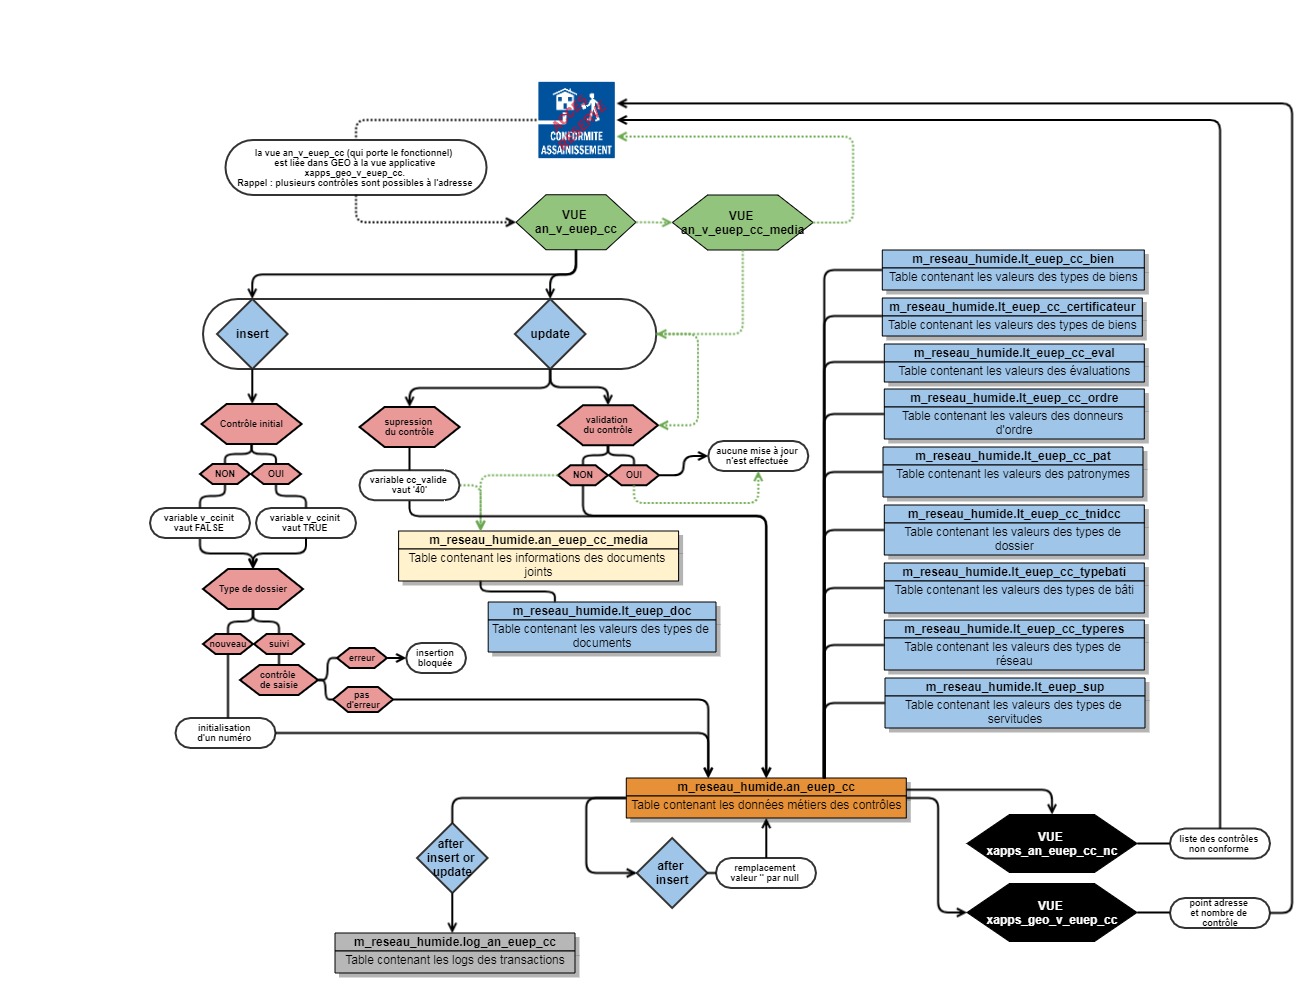 CONFORMITE
ASSAINISSEMENT
la vue an_v_euep_cc (qui porte le fonctionel)
est liée dans GEO à la vue applicative
xapps_geo_v_euep_cc.
Rappel : plusieurs contrôles sont possibles à l'adresse
VUE
an_v_euep_cc
VUE
an_v_euep_cc_media
insert
update
Contrôle initial
NON
OUI
variable v_ccinit
vaut FALSE
variable v_ccinit
vaut TRUE
Type de dossier
nouveau
suivi
contrôle
de saisie
erreur
insertion
bloquée
pas
d'erreur
initialisation
d'un numéro
supression
du contrôle
variable cc_valide
vaut '40'
validation
du contrôle
NON
OUI
aucune mise à jour
n'est effectuée
m_reseau_humide.an_euep_cc_media
Table contenant les informations des documents
joints
m_reseau_humide.lt_euep_doc
Table contenant les valeurs des types de
documents
m_reseau_humide.lt_euep_cc_bien
Table contenant les valeurs des types de biens
m_reseau_humide.lt_euep_cc_certificateur
Table contenant les valeurs des types de biens
m_reseau_humide.lt_euep_cc_eval
Table contenant les valeurs des évaluations
m_reseau_humide.lt_euep_cc_ordre
Table contenant les valeurs des donneurs
d'ordre
m_reseau_humide.lt_euep_cc_pat
Table contenant les valeurs des patronymes
m_reseau_humide.lt_euep_cc_tnidcc
Table contenant les valeurs des types de
dossier
m_reseau_humide.lt_euep_cc_typebati
Table contenant les valeurs des types de bâti
m_reseau_humide.lt_euep_cc_typeres
Table contenant les valeurs des types de
réseau
m_reseau_humide.lt_euep_sup
Table contenant les valeurs des types de
servitudes
m_reseau_humide.an_euep_cc
Table contenant les données métiers des contrôles
after
insert or
update
after
insert
remplacement
valeur '' par null
VUE
xapps_an_euep_cc_nc
liste des contrôles
non conforme
VUE
xapps_geo_v_euep_cc
point adresse
et nombre de
contrôle
m_reseau_humide.log_an_euep_cc
Table contenant les logs des transactions